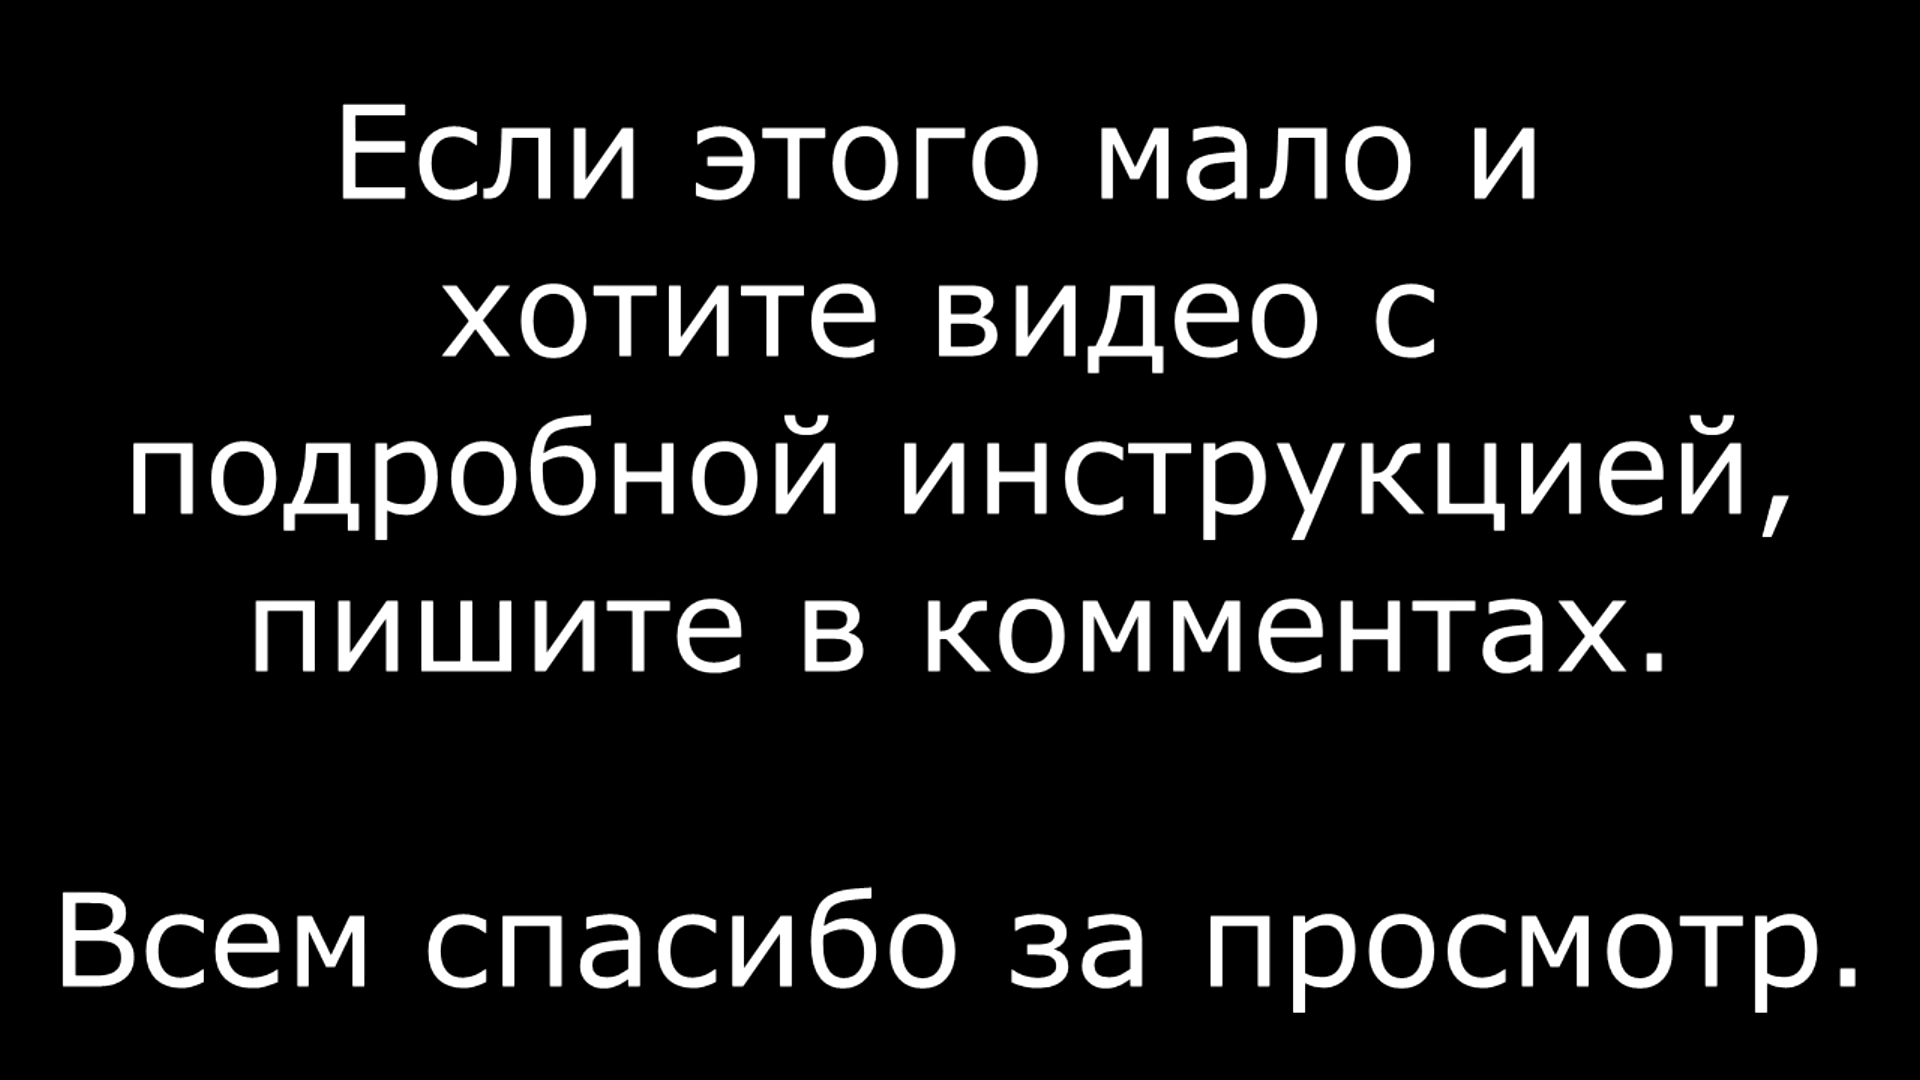 Если этого мало и
хотите видео с
подробной инструкцией,
пишите в комментах.
Всем спасибо за просмотр.